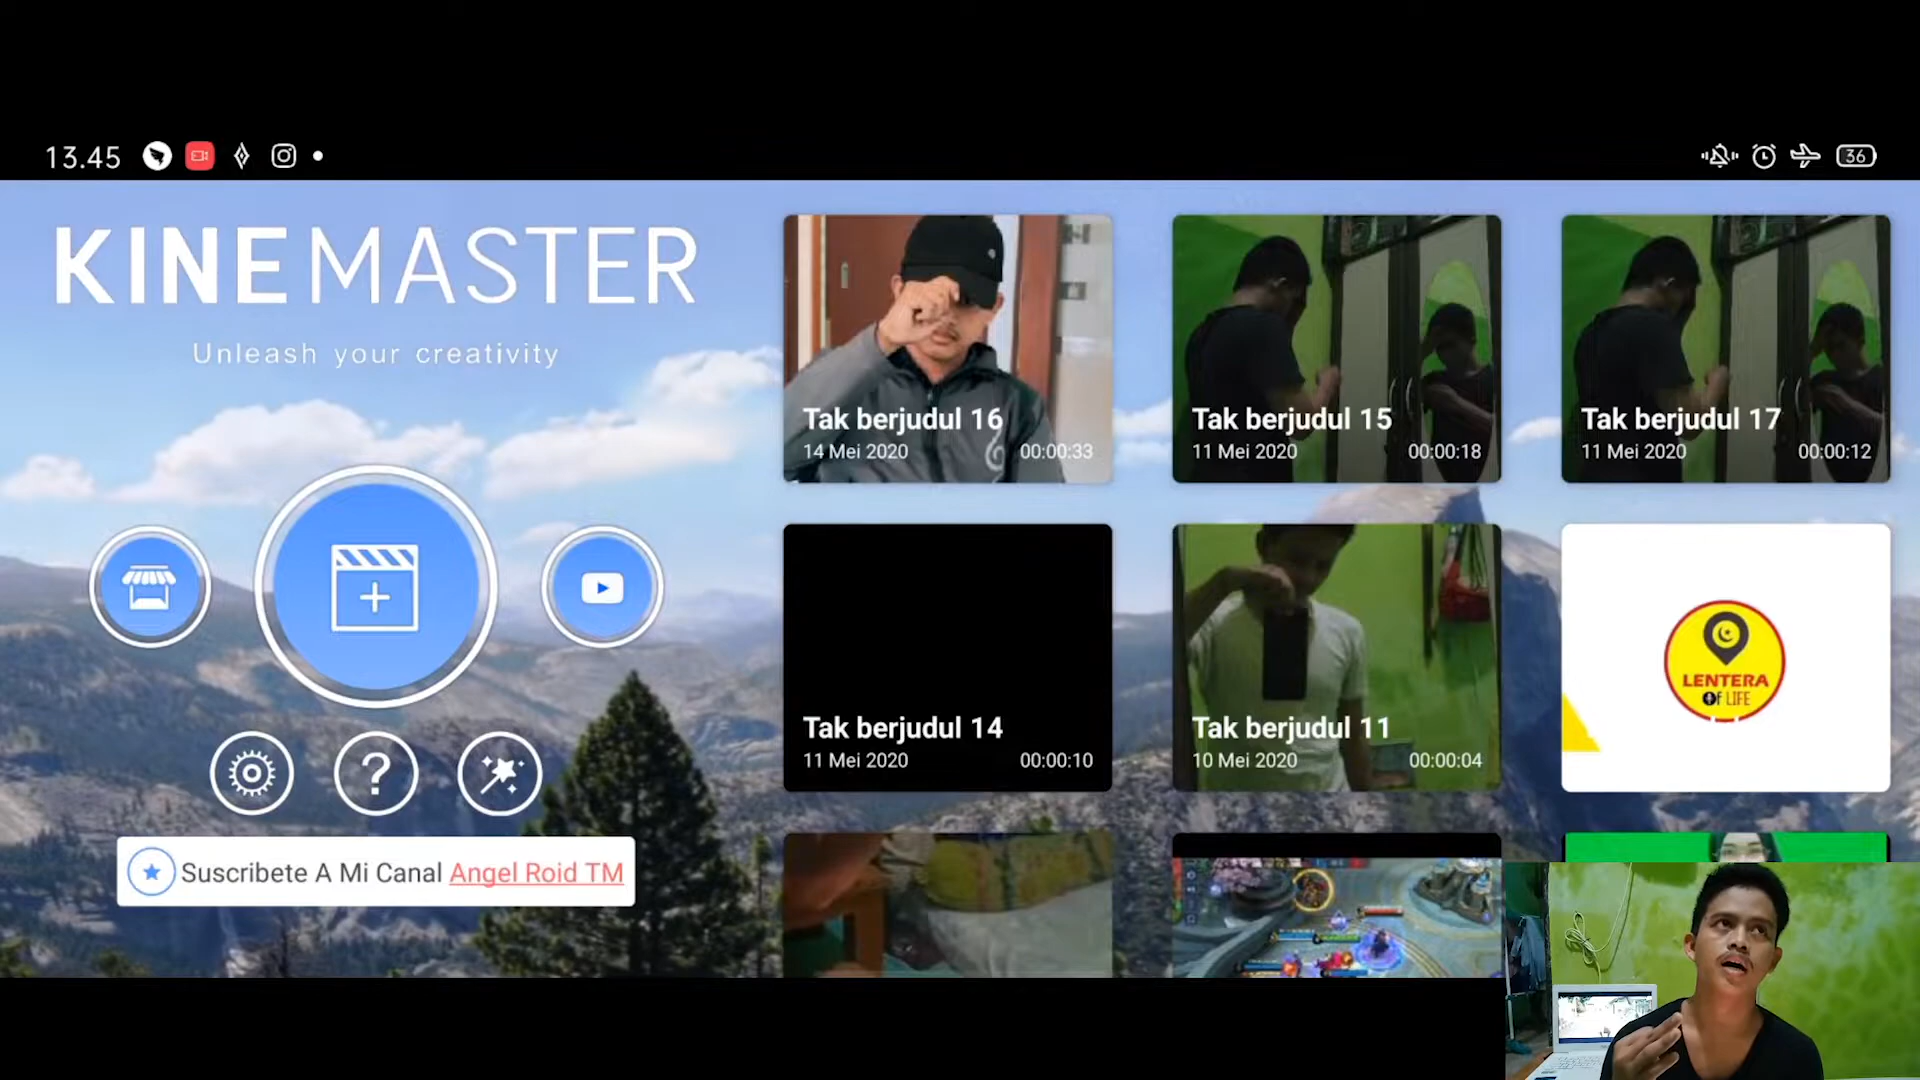 13.45
36
KINEMASTER
Unleash your creativity
Suscribete A Mi Canal Angel Roid TM
Tak berjudul 16
14 Mei 2020 00:00:33
Tak berjudul 15
11 Mei 2020 00:00:18
Tak berjudul 17
11 Mei 2020 00:00:12
Tak berjudul 14
11 Mei 2020 00:00:10
Tak berjudul 11
10 Mei 2020 00:00:04
LENTERA
OF LIFE